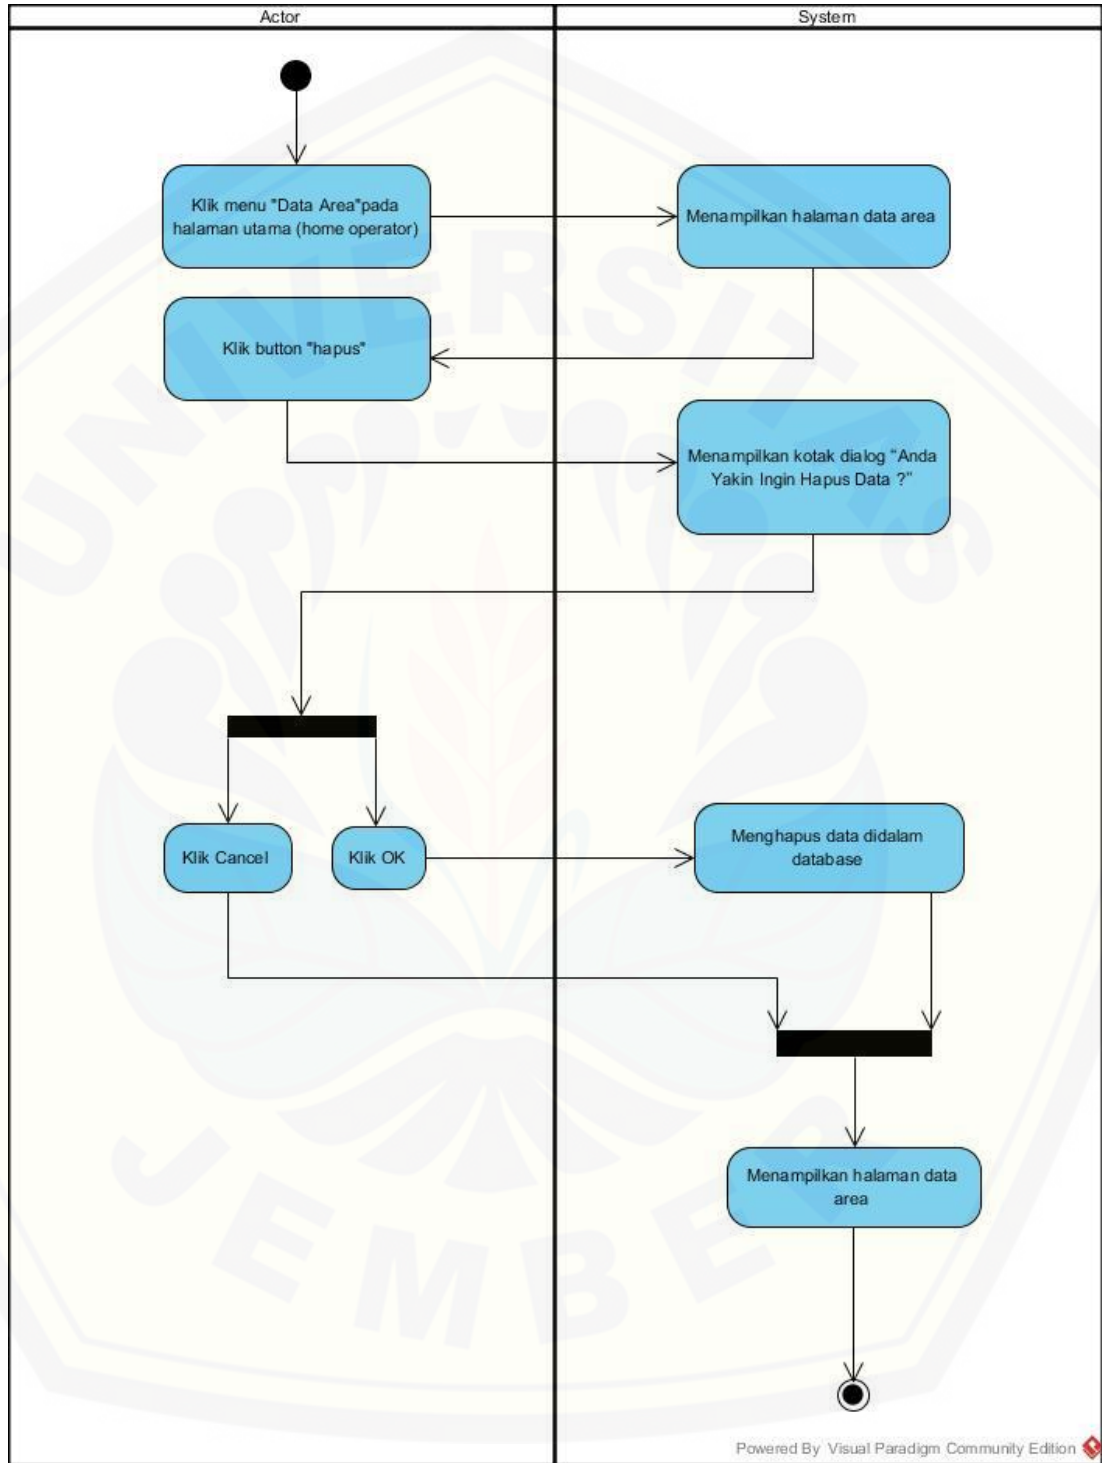 Actor
System
Klik menu "Data Area"pada
halaman utama (home operator)
Menampilkan halaman data area
Klik button "hapus"
Menampilkan kotak dialog "Anda
Yakin Ingin Hapus Data ?"
Klik Cancel
Klik OK
Menghapus data didalam
database
Menampilkan halaman data
area
UNIVERSITAS
JEMBER
Powered By Visual Paradigm Community Edition